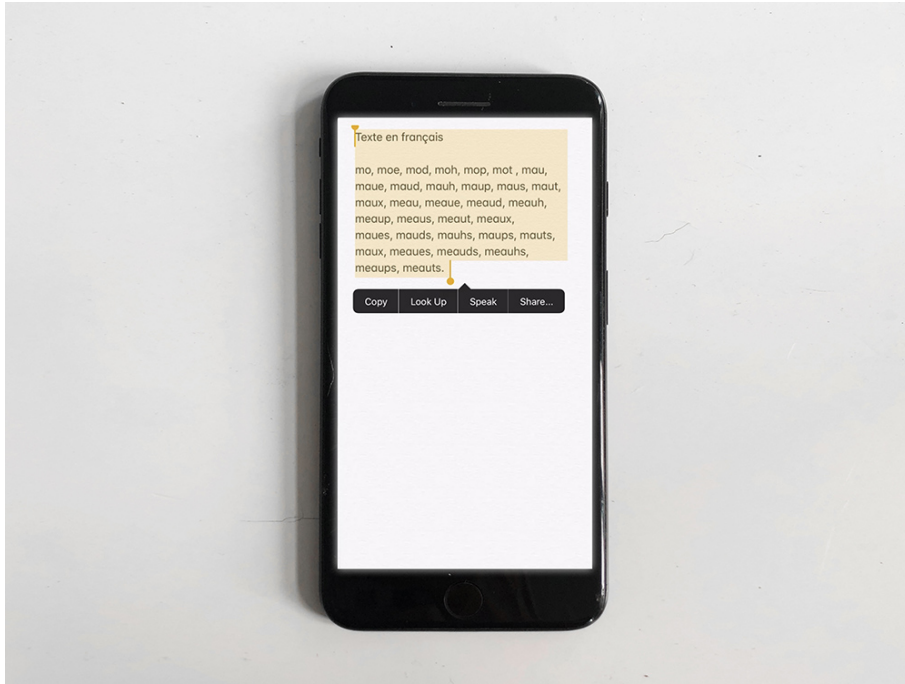 Texte en français
mo, moe, mod, moh, mop, mot , mau,
maue, maud, mauh, maup, maus, maut,
maux, meau, meaue, meaud, meauh,
meaup, meaus, meaut, meaux,
maues, mauds, mauhs, maups, mauts,
maux, meaues, meauds, meauhs,
meaups, meauts.
Copy Look Up Speak Share...